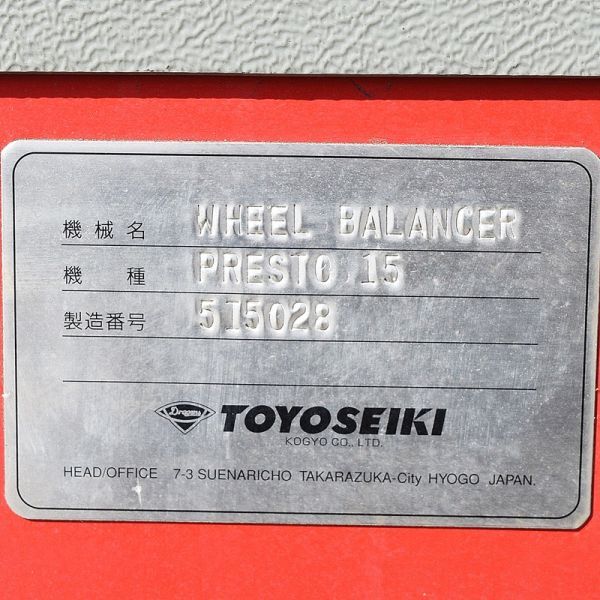 機械名 WHEEL BALANCER
機種 PRESTO 15
製造番号 515028
Dragons TOYOSEIKI
KOGYO CO., LTD.
HEAD/OFFICE 7-3 SUENARICHO TAKARAZUKA-City HYOGO JAPAN.